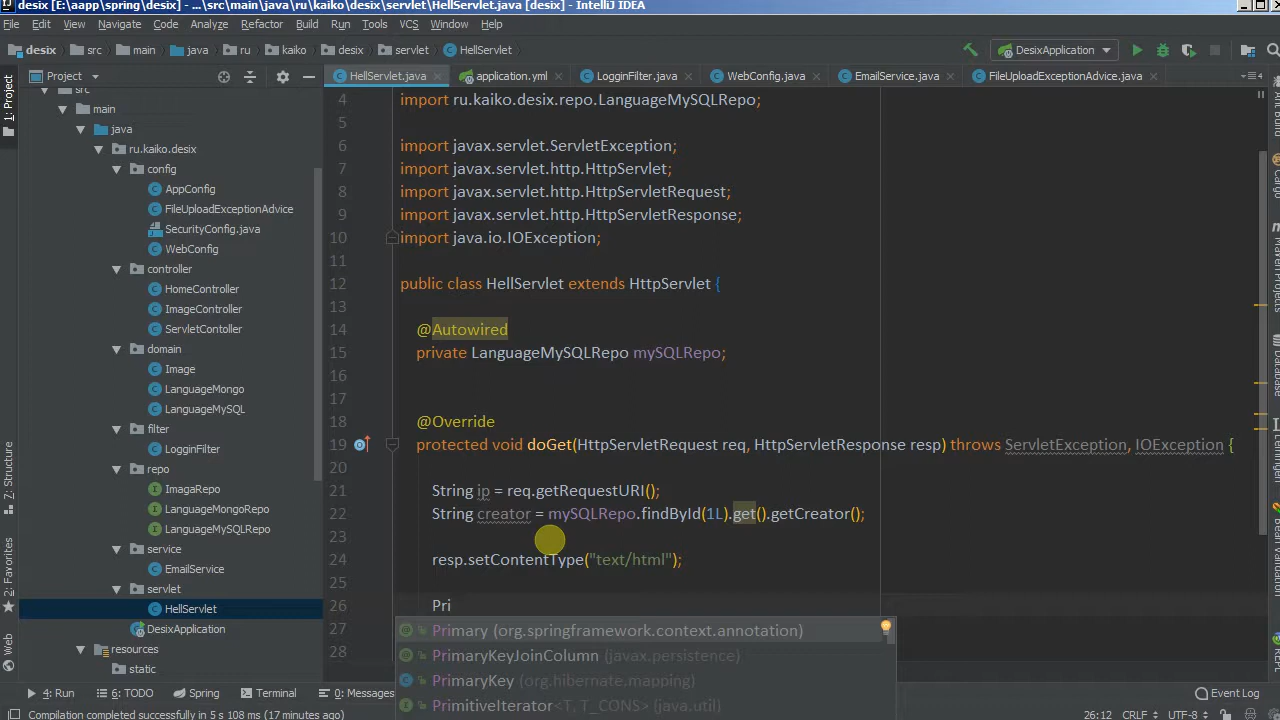 desix [E:\aapp\spring\desix] - ...\src\main\java\ru\kaiko\desix\servlet\HellServlet.java [desix] - IntelliJ IDEA
File Edit View Navigate Code Analyze Refactor Build Run Tools VCS Window Help
desix src main java ru kaiko desix servlet HellServlet DesixApplication
Project HellServlet.java application.yml LogginFilter.java WebConfig.java EmailService.java FileUploadExceptionAdvice.java
1: Project
7: Structure
2: Favorites
Web
src
main
java
ru.kaiko.desix
config
AppConfig
FileUploadExceptionAdvice
SecurityConfig.java
WebConfig
controller
HomeController
ImageController
ServletContoller
domain
Image
LanguageMongo
LanguageMySQL
filter
LogginFilter
repo
ImagaRepo
LanguageMongoRepo
LanguageMySQLRepo
service
EmailService
servlet
HellServlet
DesixApplication
resources
static
4 import ru.kaiko.desix.repo.LanguageMySQLRepo;
5
6 import javax.servlet.ServletException;
7 import javax.servlet.http.HttpServlet;
8 import javax.servlet.http.HttpServletRequest;
9 import javax.servlet.http.HttpServletResponse;
10 import java.io.IOException;
11
12 public class HellServlet extends HttpServlet {
13
14 @Autowired
15 private LanguageMySQLRepo mySQLRepo;
16
17
18 @Override
19 protected void doGet(HttpServletRequest req, HttpServletResponse resp) throws ServletException, IOException {
20
21 String ip = req.getRequestURI();
22 String creator = mySQLRepo.findById(1L).get().getCreator();
23
24 resp.setContentType("text/html");
25
26 Pri
27
28
Primary (org.springframework.context.annotation)
PrimaryKeyJoinColumn (javax.persistence)
PrimaryKey (org.hibernate.mapping)
PrimitiveIterator<T, T_CONS> (java.util)
Database
4: Run 6: TODO Spring Terminal 0: Messages Event Log
Compilation completed successfully in 5 s 108 ms (17 minutes ago) 26:12 CRLF UTF-8